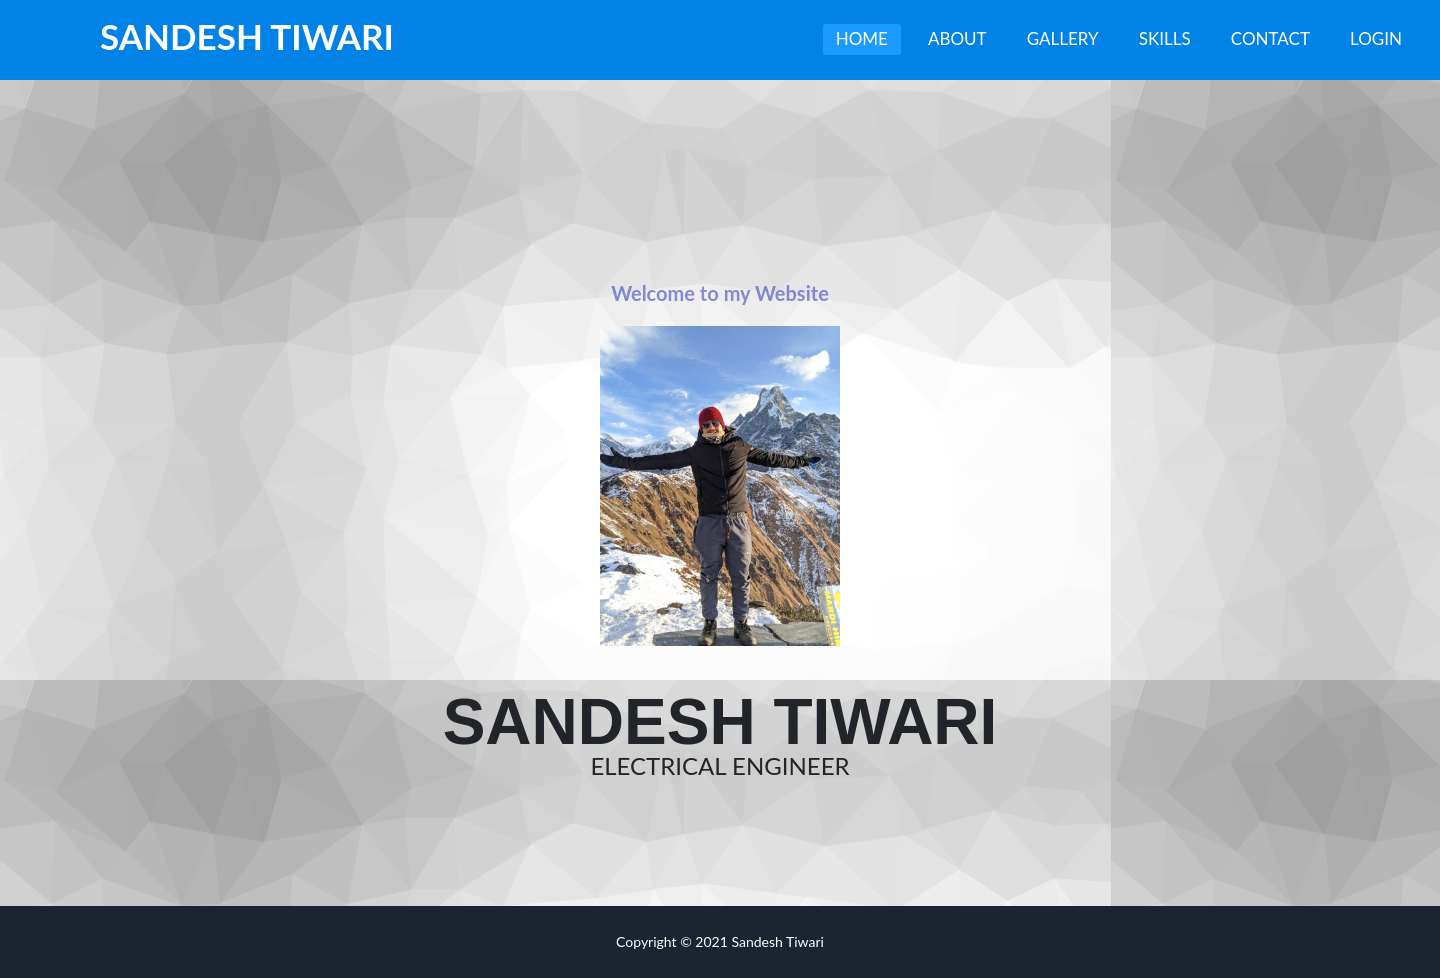 SANDESH TIWARI
HOME ABOUT GALLERY SKILLS CONTACT LOGIN
Welcome to my Website
SANDESH TIWARI
ELECTRICAL ENGINEER
Copyright © 2021 Sandesh Tiwari